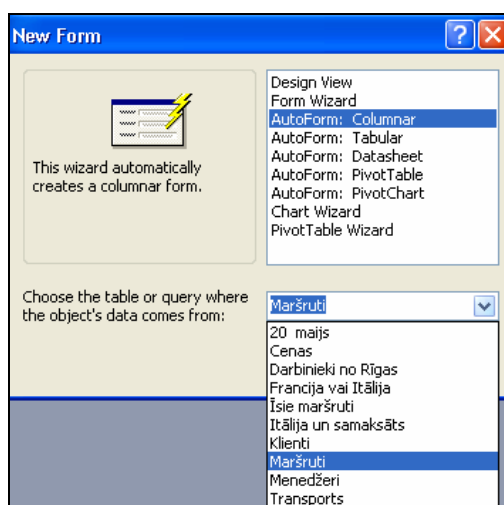 New Form
Design View
Form Wizard
AutoForm: Columnar
AutoForm: Tabular
AutoForm: Datasheet
AutoForm: PivotTable
AutoForm: PivotChart
Chart Wizard
PivotTable Wizard
This wizard automatically
creates a columnar form.
Choose the table or query where
the object's data comes from:
Maršruti
20 maijs
Cenas
Darbinieki no Rīgas
Francija vai Itālija
Īsie maršruti
Itālija un samaksāts
Klienti
Maršruti
Menedžeri
Transports